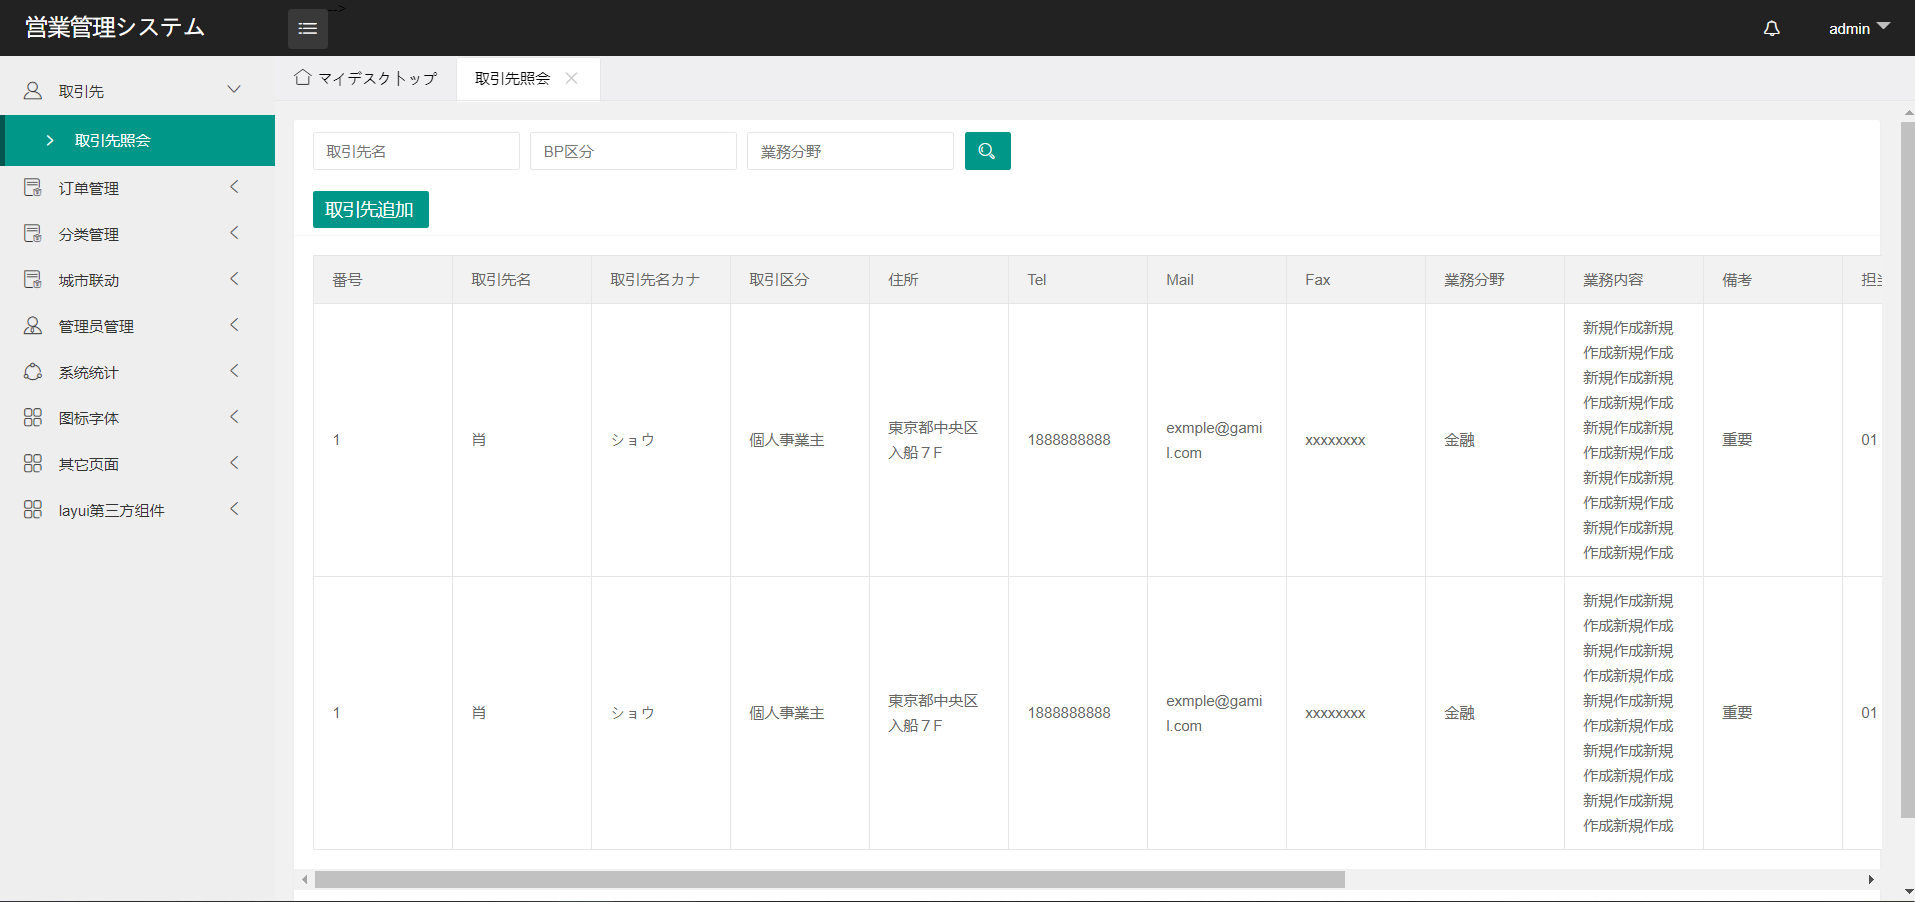 営業管理システム
-->
admin
取引先
取引先照会
订单管理
分类管理
城市联动
管理员管理
系统统计
图标字体
其它页面
layui第三方组件
マイデスクトップ
取引先照会
取引先名
BP区分
業務分野
取引先追加
番号 取引先名 取引先名カナ 取引区分 住所 Tel Mail Fax 業務分野 業務内容 備考 担当
1
肖
ショウ
個人事業主
東京都中央区
入船７F
1888888888
exmple@gami
l.com
xxxxxxxx
金融
新規作成新規
作成新規作成
新規作成新規
作成新規作成
新規作成新規
作成新規作成
新規作成新規
作成新規作成
新規作成新規
作成新規作成
重要
01
1
肖
ショウ
個人事業主
東京都中央区
入船７F
1888888888
exmple@gami
l.com
xxxxxxxx
金融
新規作成新規
作成新規作成
新規作成新規
作成新規作成
新規作成新規
作成新規作成
新規作成新規
作成新規作成
新規作成新規
作成新規作成
重要
01